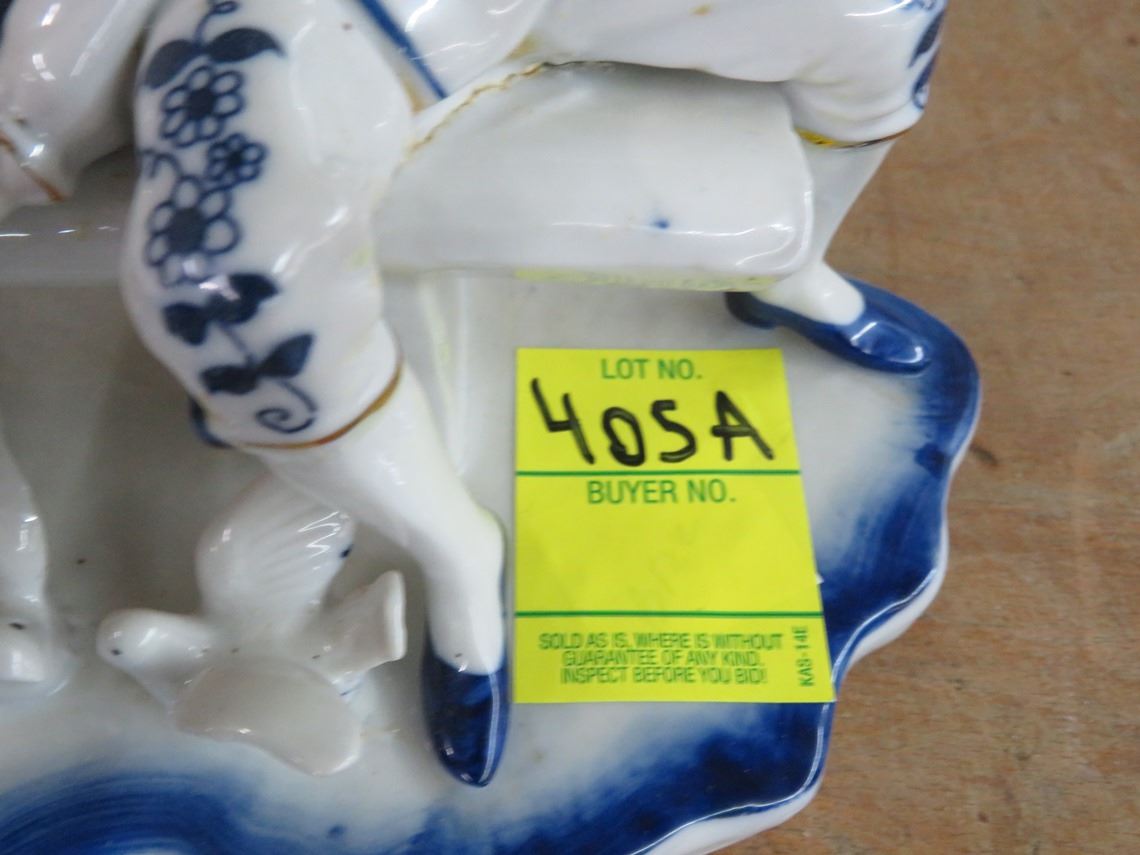 LOT NO.
405A
BUYER NO.
SOLD AS IS, WHERE IS WITHOUT
GUARANTEE OF ANY KIND.
INSPECT BEFORE YOU BID!
KAS-14E